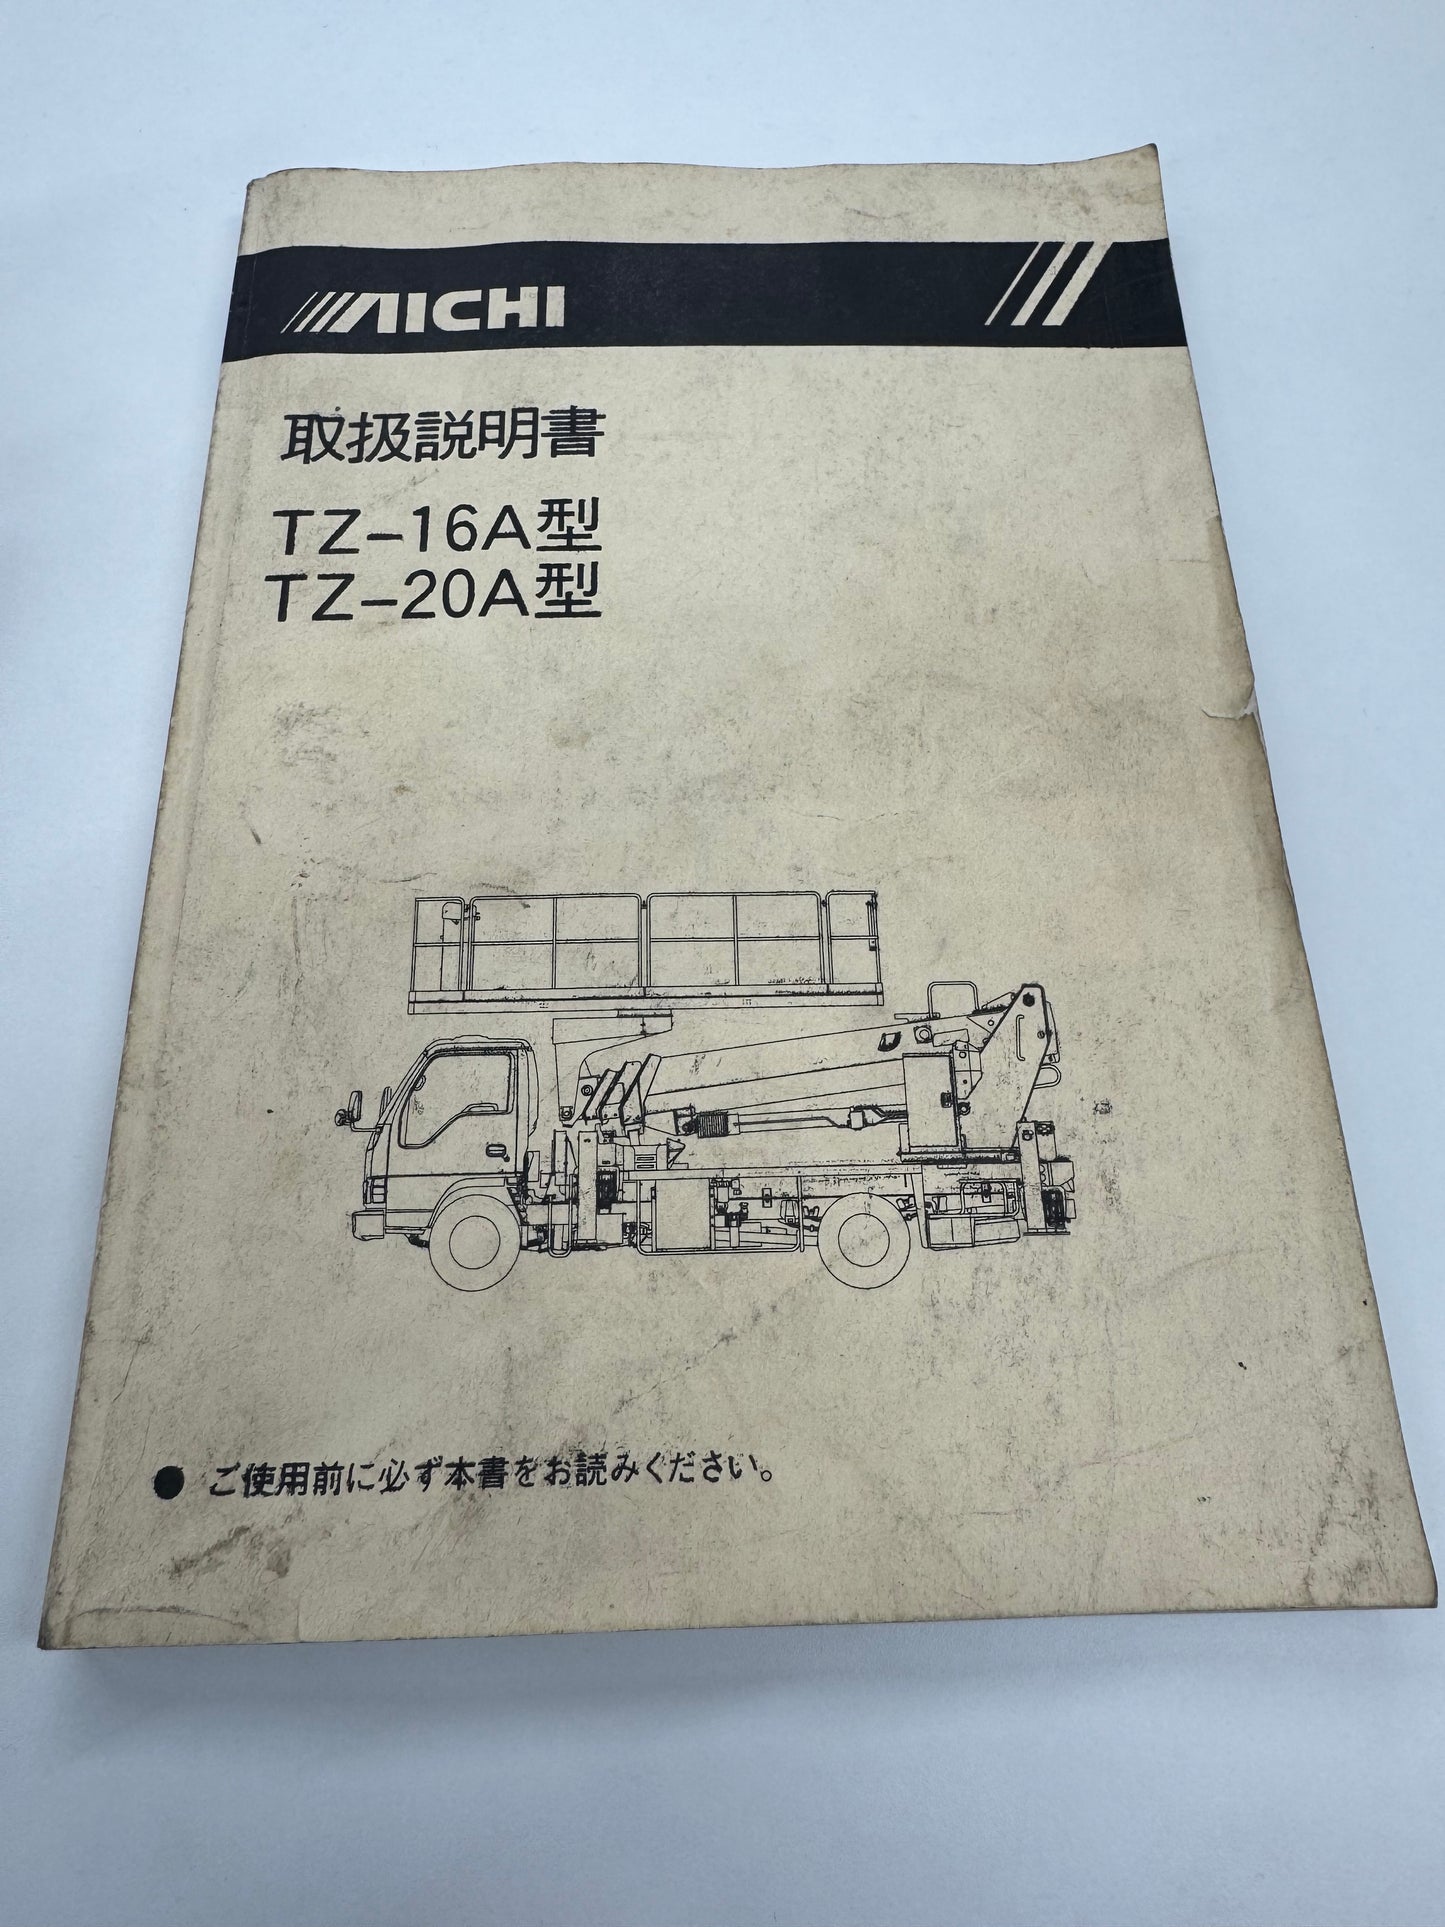 AICHI
取扱説明書
TZ-16A型
TZ-20A型
● ご使用前に必ず本書をお読みください。